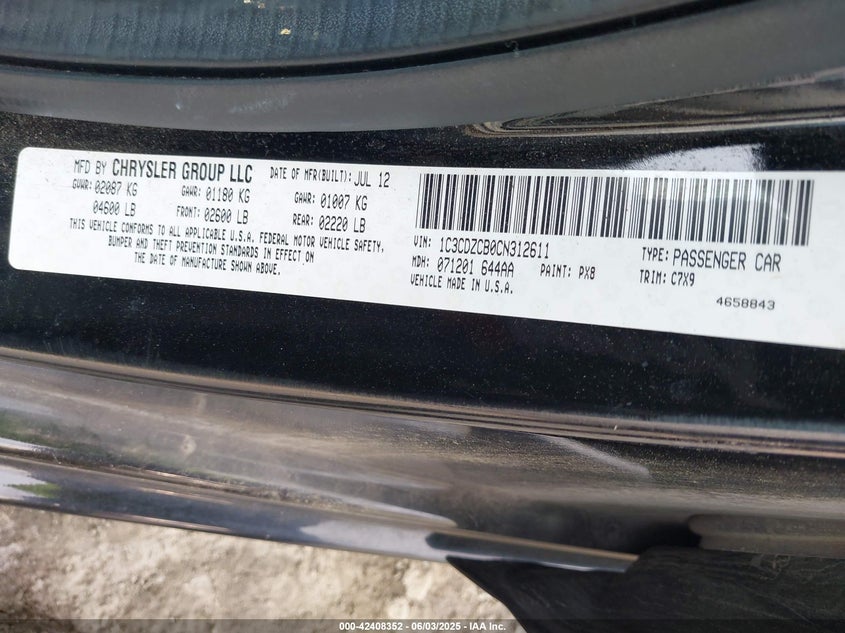 MFD BY CHRYSLER GROUP LLC DATE OF MFR(BUILT): JUL 12
GVWR: 02087 KG GAWR: 01180 KG GAWR: 01007 KG
04600 LB FRONT: 02600 LB REAR: 02220 LB
THIS VEHICLE CONFORMS TO ALL APPLICABLE U.S.A. FEDERAL MOTOR VEHICLE SAFETY,
BUMPER AND THEFT PREVENTION STANDARDS IN EFFECT ON
THE DATE OF MANUFACTURE SHOWN ABOVE.
VIN: 1C3CDZCB0CN312611 TYPE: PASSENGER CAR
MDH: 071201 644AA PAINT: PX8 TRIM: C7X9
VEHICLE MADE IN U.S.A.
4658843
000-42408352 | 06/03/2025 | © IAA Inc.